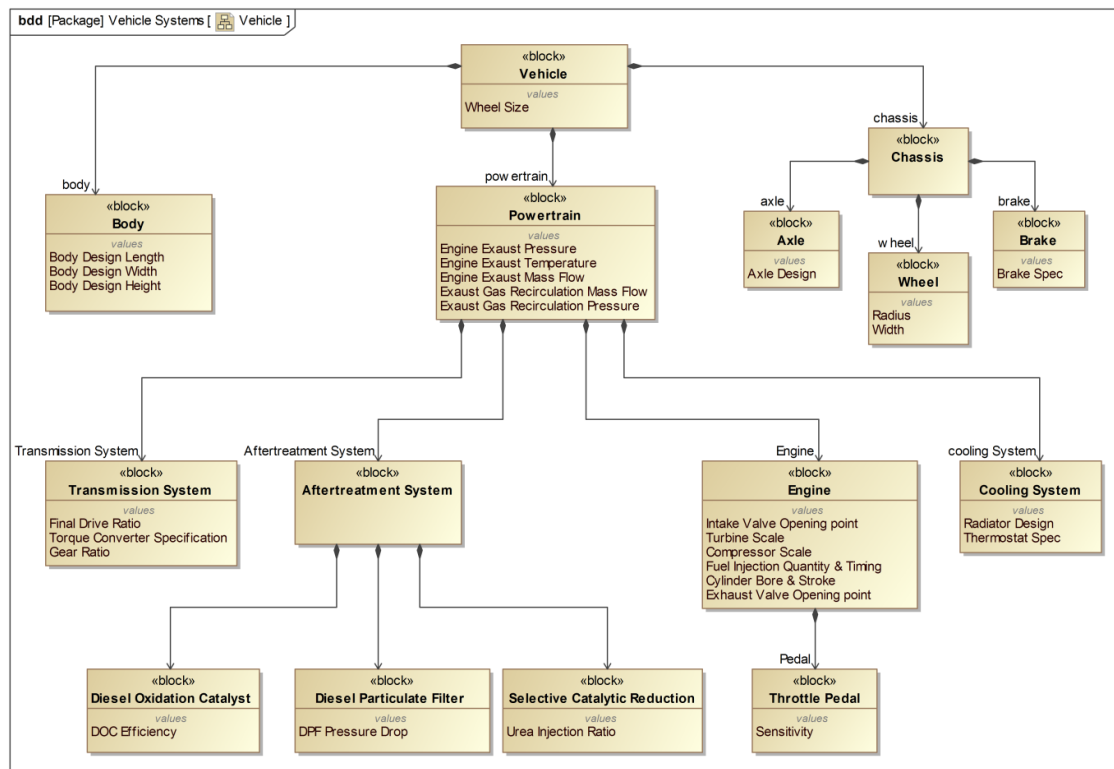 bdd [Package] Vehicle Systems [ Vehicle ]
«block»
Vehicle
values
Wheel Size
body
«block»
Body
values
Body Design Length
Body Design Width
Body Design Height
powertrain
«block»
Powertrain
values
Engine Exaust Pressure
Engine Exaust Temperature
Engine Exaust Mass Flow
Exaust Gas Recirculation Mass Flow
Exaust Gas Recirculation Pressure
chassis
«block»
Chassis
axle
«block»
Axle
values
Axle Design
wheel
«block»
Wheel
values
Radius
Width
brake
«block»
Brake
values
Brake Spec
Transmission System
«block»
Transmission System
values
Final Drive Ratio
Torque Converter Specification
Gear Ratio
Aftertreatment System
«block»
Aftertreatment System
Engine
«block»
Engine
values
Intake Valve Opening point
Turbine Scale
Compressor Scale
Fuel Injection Quantity & Timing
Cylinder Bore & Stroke
Exhaust Valve Opening point
cooling System
«block»
Cooling System
values
Radiator Design
Thermostat Spec
«block»
Diesel Oxidation Catalyst
values
DOC Efficiency
«block»
Diesel Particulate Filter
values
DPF Pressure Drop
«block»
Selective Catalytic Reduction
values
Urea Injection Ratio
Pedal
«block»
Throttle Pedal
values
Sensitivity